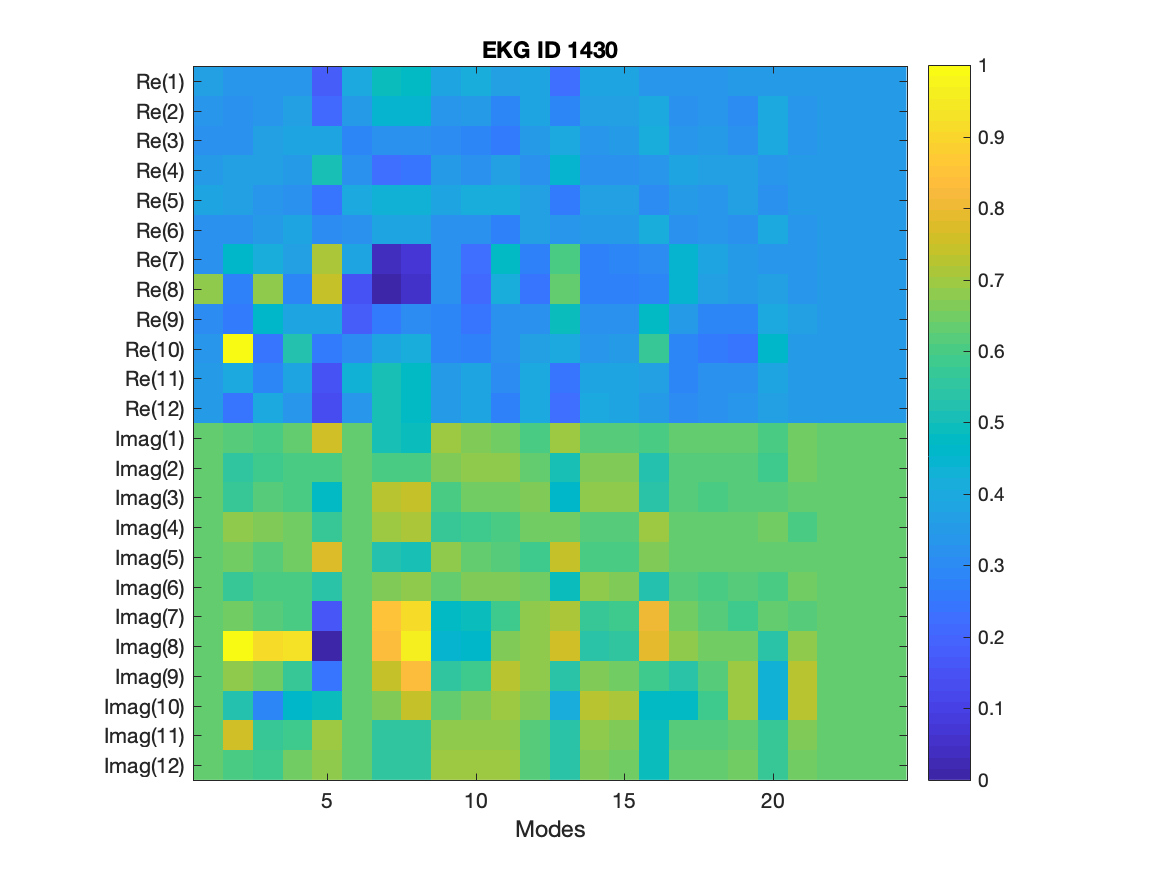 EKG ID 1430
Re(1)
Re(2)
Re(3)
Re(4)
Re(5)
Re(6)
Re(7)
Re(8)
Re(9)
Re(10)
Re(11)
Re(12)
Imag(1)
Imag(2)
Imag(3)
Imag(4)
Imag(5)
Imag(6)
Imag(7)
Imag(8)
Imag(9)
Imag(10)
Imag(11)
Imag(12)
5 10 15 20
Modes
1
0.9
0.8
0.7
0.6
0.5
0.4
0.3
0.2
0.1
0